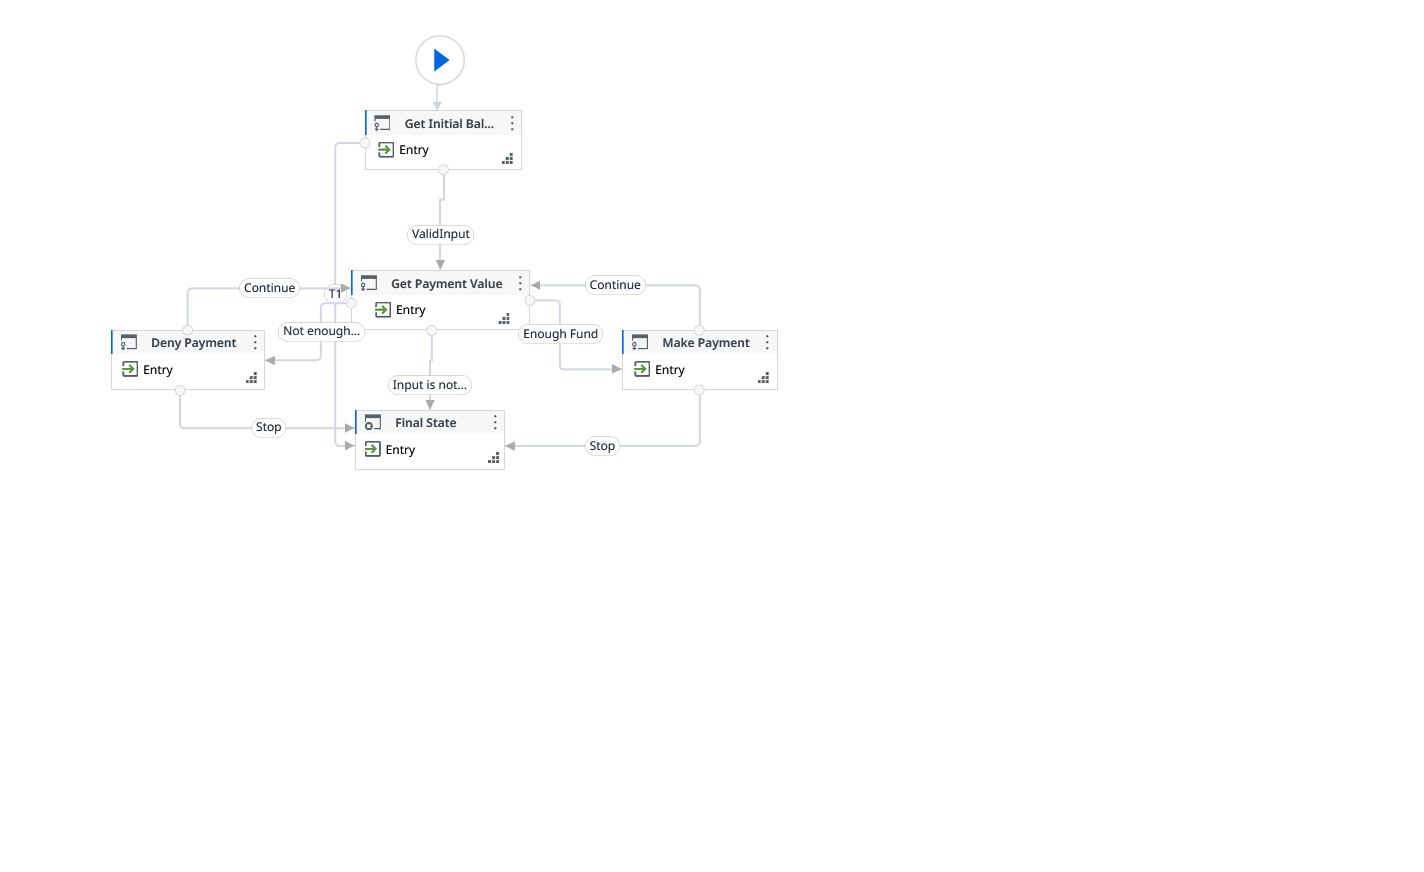 Get Initial Bal...
Entry
ValidInput
Get Payment Value
Entry
Continue
T1
Continue
Not enough...
Enough Fund
Deny Payment
Entry
Make Payment
Entry
Input is not...
Final State
Entry
Stop
Stop